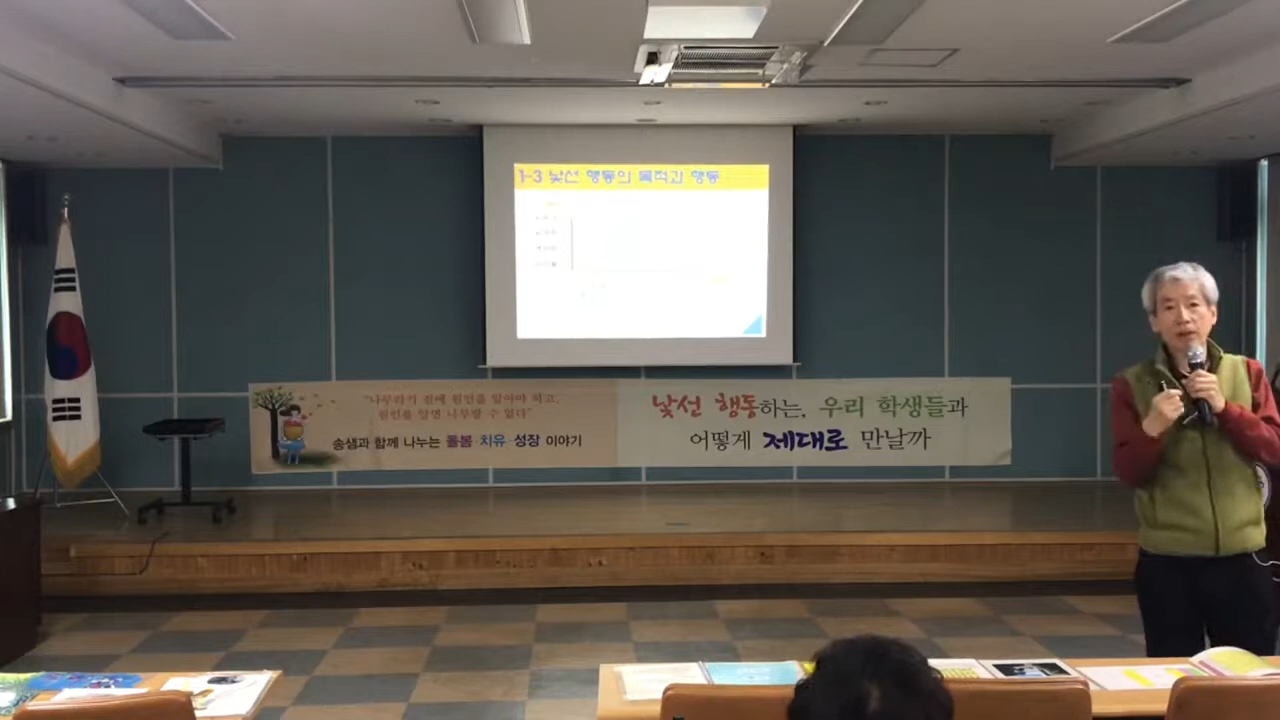 1-3 낯선 행동의 목적과 행동
"나무라기 전에 원인을 알아야 하고,
원인을 알면 나무랄 수 없다"
송샘과 함께 나누는 돌봄·치유·성장 이야기
낯선 행동하는, 우리 학생들과
어떻게 제대로 만날까